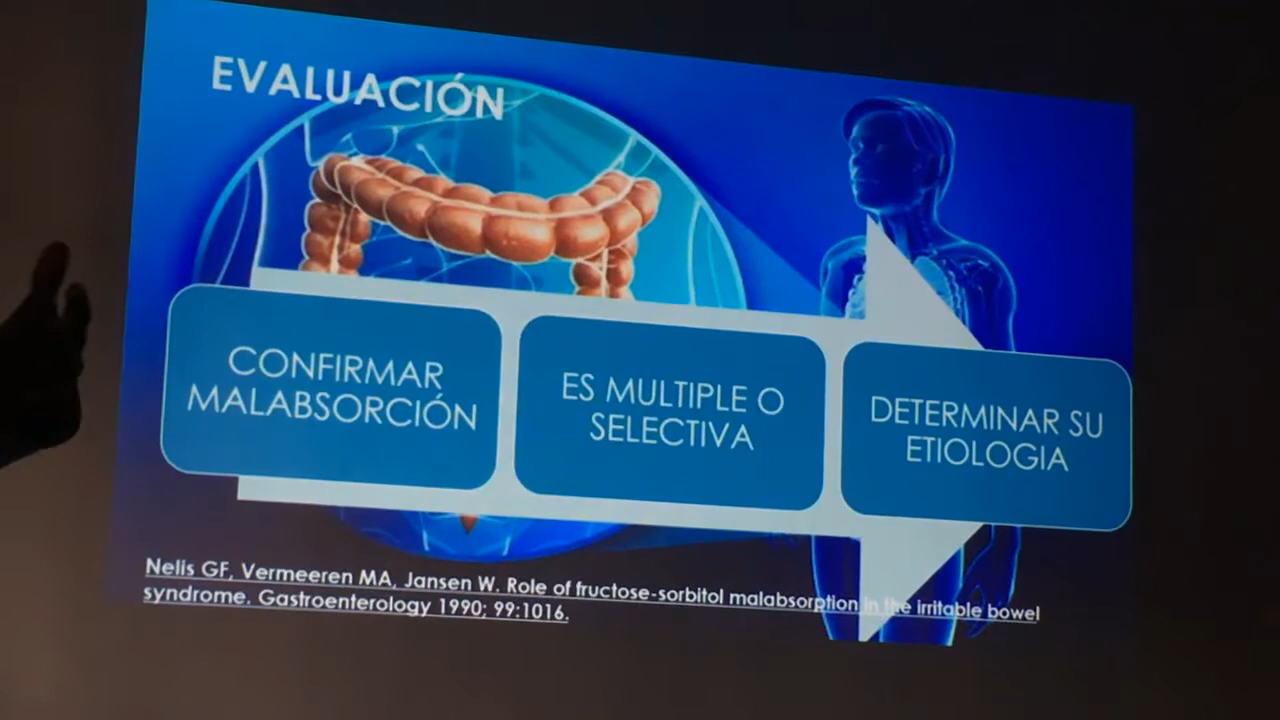 EVALUACIÓN
CONFIRMAR
MALABSORCIÓN
ES MULTIPLE O
SELECTIVA
DETERMINAR SU
ETIOLOGIA
Nelis GF, Vermeeren MA, Jansen W. Role of fructose-sorbitol malabsorption in the irritable bowel
syndrome. Gastroenterology 1990; 99:1016.